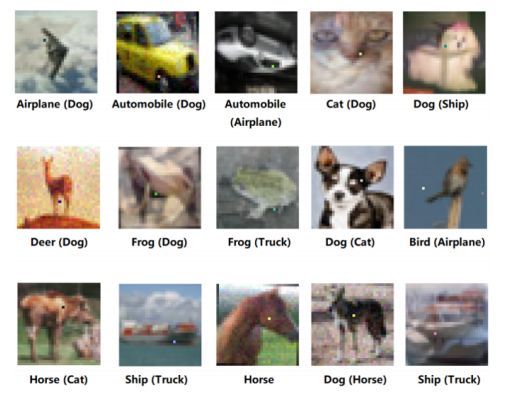 Airplane (Dog)
Automobile (Dog)
Automobile
(Airplane)
Cat (Dog)
Dog (Ship)
Deer (Dog)
Frog (Dog)
Frog (Truck)
Dog (Cat)
Bird (Airplane)
Horse (Cat)
Ship (Truck)
Horse
Dog (Horse)
Ship (Truck)